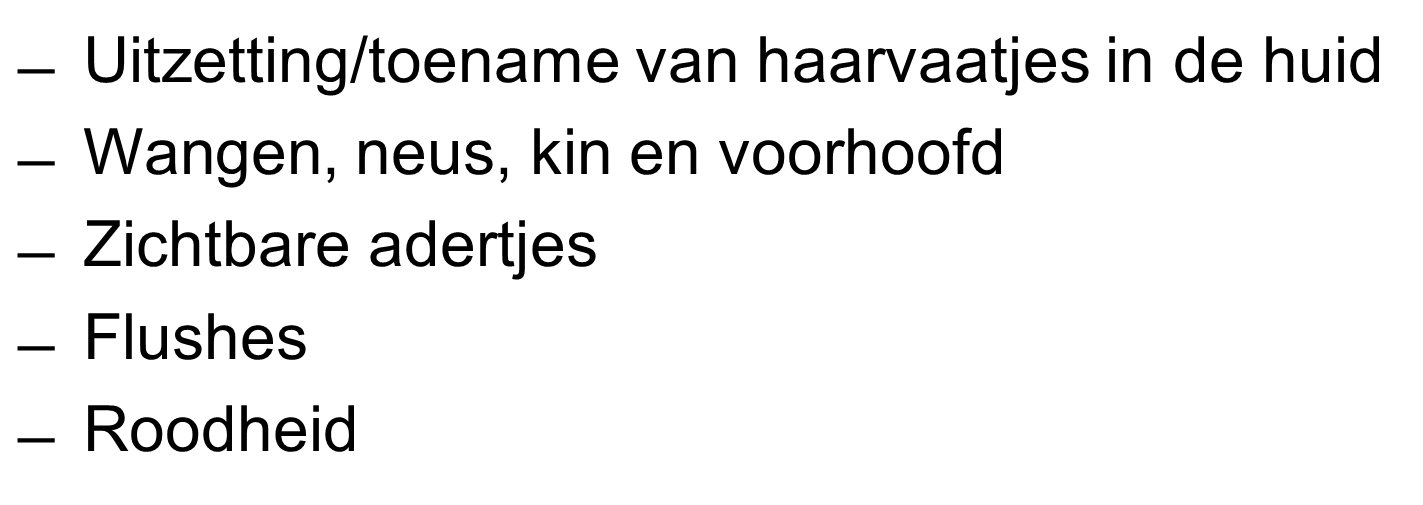 – Uitzetting/toename van haarvaatjes in de huid
– Wangen, neus, kin en voorhoofd
– Zichtbare adertjes
– Flushes
– Roodheid